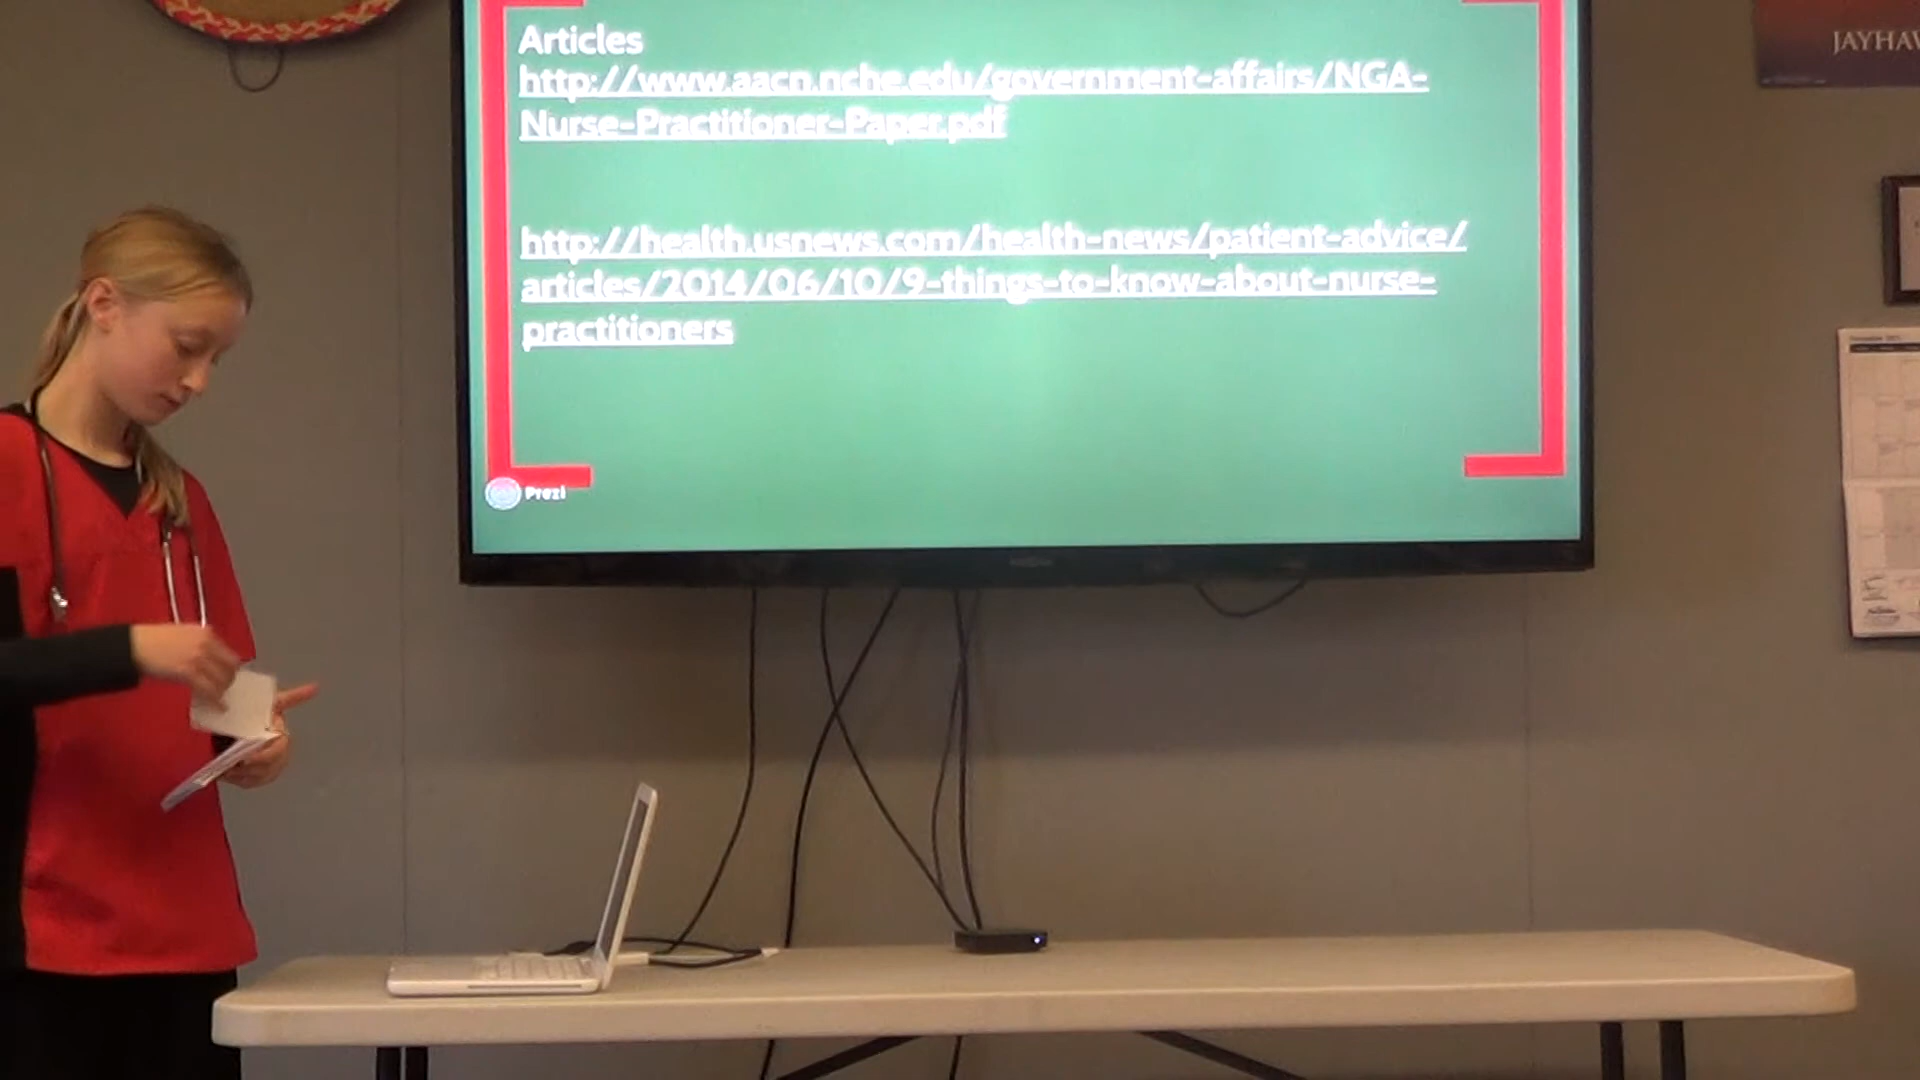 Articles
http://www.aacn.nche.edu/government-affairs/NGA-
Nurse-Practitioner-Paper.pdf
http://health.usnews.com/health-news/patient-advice/
articles/2014/06/10/9-things-to-know-about-nurse-
practitioners
Prezi